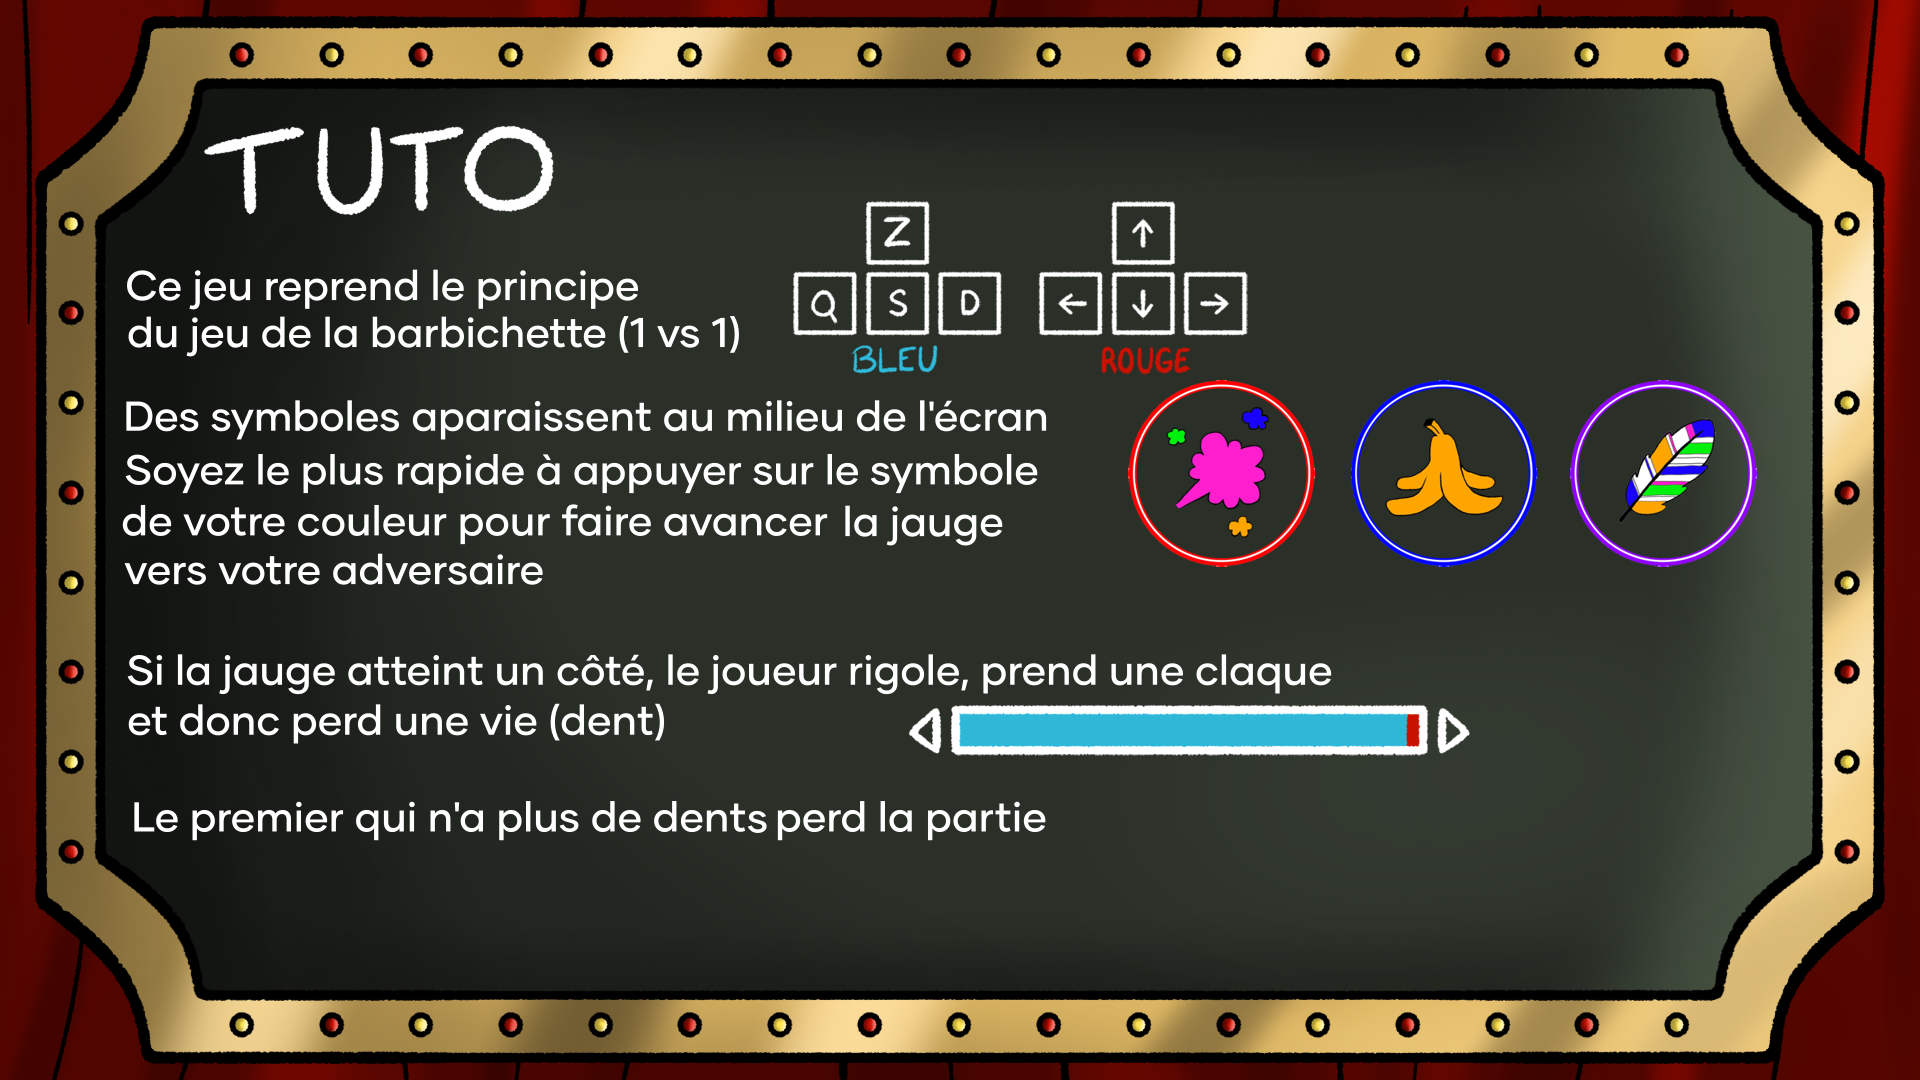 TUTO
Z
Q S D
BLEU
↑
← ↓ →
ROUGE
Ce jeu reprend le principe
du jeu de la barbichette (1 vs 1)
Des symboles aparaissent au milieu de l'écran
Soyez le plus rapide à appuyer sur le symbole
de votre couleur pour faire avancer la jauge
vers votre adversaire
Si la jauge atteint un côté, le joueur rigole, prend une claque
et donc perd une vie (dent)
Le premier qui n'a plus de dents perd la partie